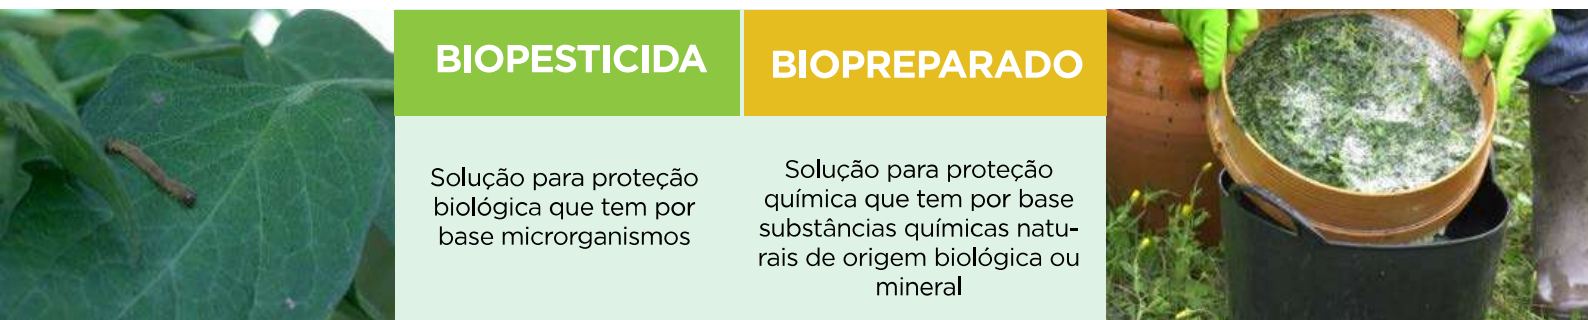 BIOPESTICIDA
Solução para proteção
biológica que tem por
base microrganismos
BIOPREPARADO
Solução para proteção
química que tem por base
substâncias químicas natu-
rais de origem biológica ou
mineral